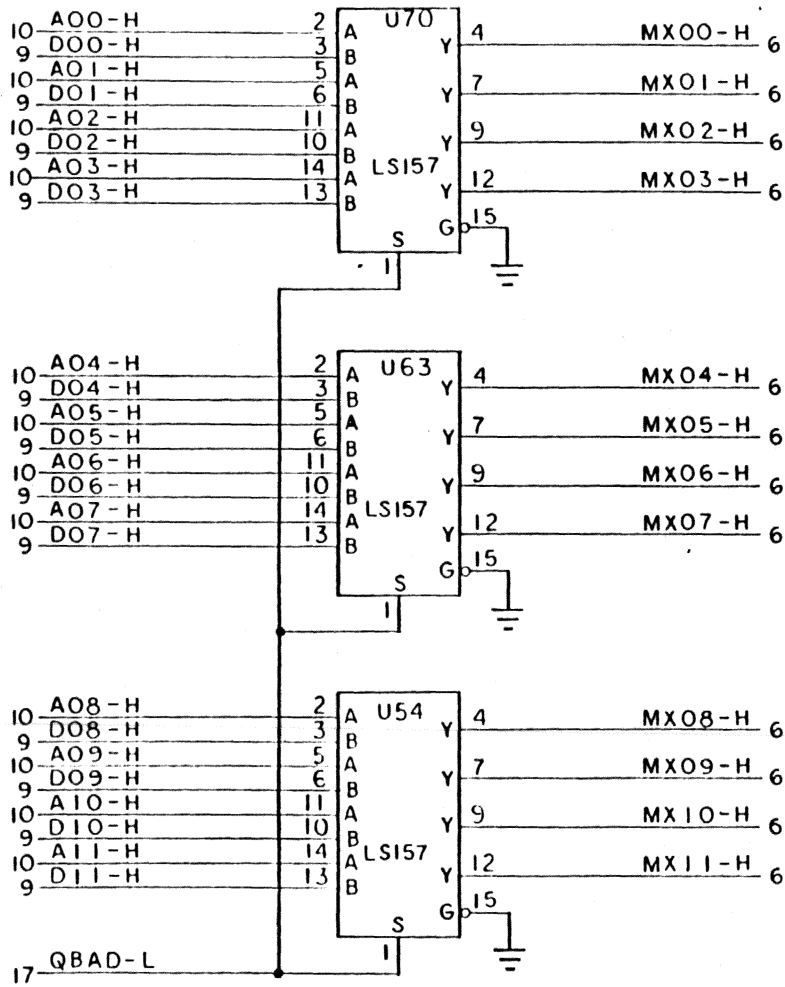 U70
10 A00-H 2 A Y 4 MX00-H 6
9 D00-H 3 B
10 A01-H 5 A Y 7 MX01-H 6
9 D01-H 6 B
10 A02-H 11 A Y 9 MX02-H 6
9 D02-H 10 B
LS157
10 A03-H 14 A Y 12 MX03-H 6
9 D03-H 13 B
G 15
S
1
U63
10 A04-H 2 A Y 4 MX04-H 6
9 D04-H 3 B
10 A05-H 5 A Y 7 MX05-H 6
9 D05-H 6 B
10 A06-H 11 A Y 9 MX06-H 6
9 D06-H 10 B
LS157
10 A07-H 14 A Y 12 MX07-H 6
9 D07-H 13 B
G 15
S
1
U54
10 A08-H 2 A Y 4 MX08-H 6
9 D08-H 3 B
10 A09-H 5 A Y 7 MX09-H 6
9 D09-H 6 B
10 A10-H 11 A Y 9 MX10-H 6
9 D10-H 10 B
LS157
10 A11-H 14 A Y 12 MX11-H 6
9 D11-H 13 B
G 15
S
1
17 QBAD-L